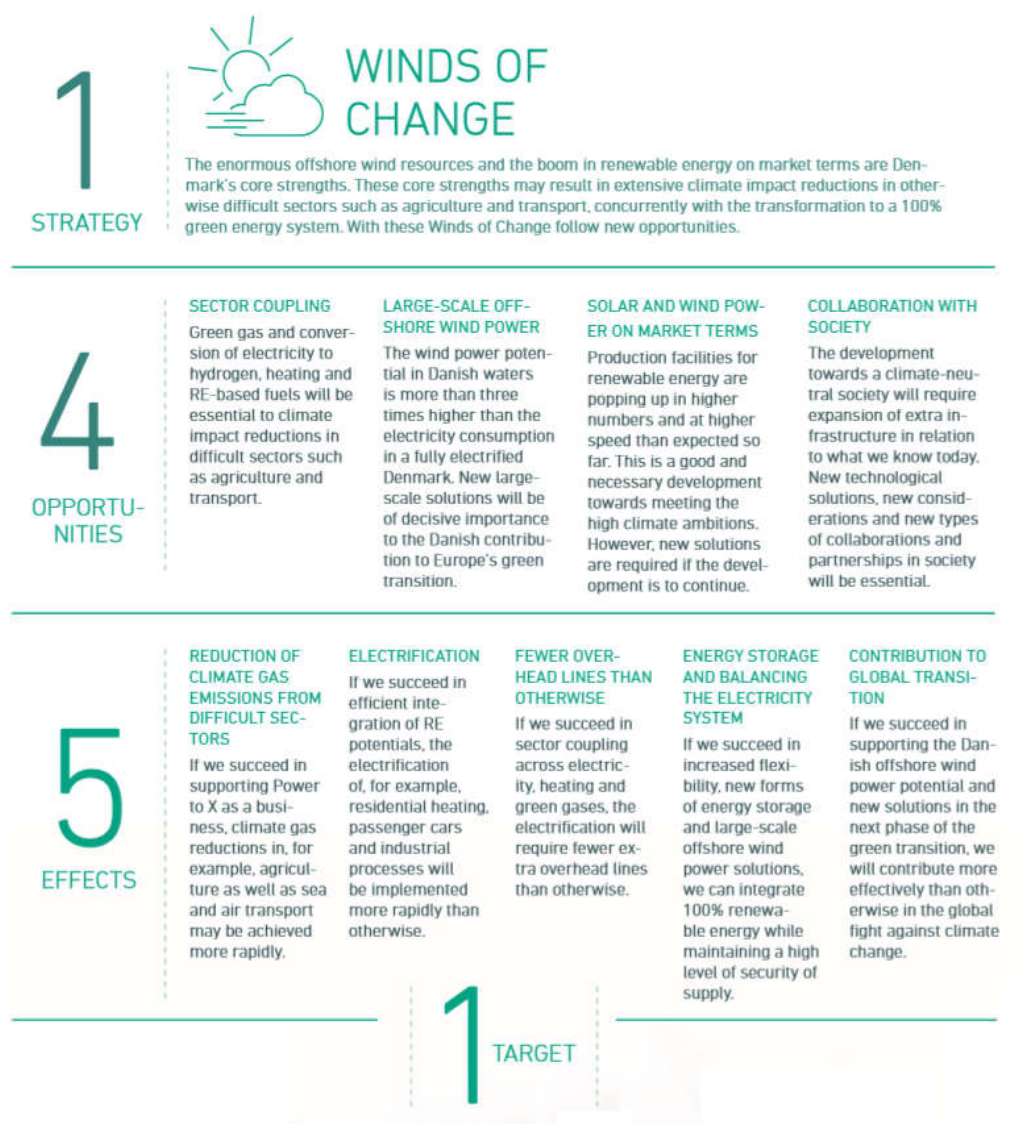 1
STRATEGY
WINDS OF
CHANGE
The enormous offshore wind resources and the boom in renewable energy on market terms are Den-
mark's core strengths. These core strengths may result in extensive climate impact reductions in other-
wise difficult sectors such as agriculture and transport, concurrently with the transformation to a 100%
green energy system. With these Winds of Change follow new opportunities.
4
OPPORTU-
NITIES
SECTOR COUPLING
Green gas and conver-
sion of electricity to
hydrogen, heating and
RE-based fuels will be
essential to climate
impact reductions in
difficult sectors such
as agriculture and
transport.
LARGE-SCALE OFF-
SHORE WIND POWER
The wind power poten-
tial in Danish waters
is more than three
times higher than the
electricity consumption
in a fully electrified
Denmark. New large-
scale solutions will be
of decisive importance
to the Danish contribu-
tion to Europe's green
transition.
SOLAR AND WIND POW-
ER ON MARKET TERMS
Production facilities for
renewable energy are
popping up in higher
numbers and at higher
speed than expected so
far. This is a good and
necessary development
towards meeting the
high climate ambitions.
However, new solutions
are required if the devel-
opment is to continue.
COLLABORATION WITH
SOCIETY
The development
towards a climate-neu-
tral society will require
expansion of extra in-
frastructure in relation
to what we know today.
New technological
solutions, new consid-
erations and new types
of collaborations and
partnerships in society
will be essential.
5
EFFECTS
REDUCTION OF
CLIMATE GAS
EMISSIONS FROM
DIFFICULT SEC-
TORS
If we succeed in
supporting Power
to X as a busi-
ness, climate gas
reductions in, for
example, agricul-
ture as well as sea
and air transport
may be achieved
more rapidly.
ELECTRIFICATION
If we succeed in
efficient inte-
gration of RE
potentials, the
electrification
of, for example,
residential heating,
passenger cars
and industrial
processes will
be implemented
more rapidly than
otherwise.
FEWER OVER-
HEAD LINES THAN
OTHERWISE
If we succeed in
sector coupling
across electric-
ity, heating and
green gases, the
electrification will
require fewer ex-
tra overhead lines
than otherwise.
ENERGY STORAGE
AND BALANCING
THE ELECTRICITY
SYSTEM
If we succeed in
increased flexi-
bility, new forms
of energy storage
and large-scale
offshore wind
power solutions,
we can integrate
100% renewa-
ble energy while
maintaining a high
level of security of
supply.
CONTRIBUTION TO
GLOBAL TRANSI-
TION
If we succeed in
supporting the Dan-
ish offshore wind
power potential and
new solutions in the
next phase of the
green transition, we
will contribute more
effectively than oth-
erwise in the global
fight against climate
change.
1
TARGET